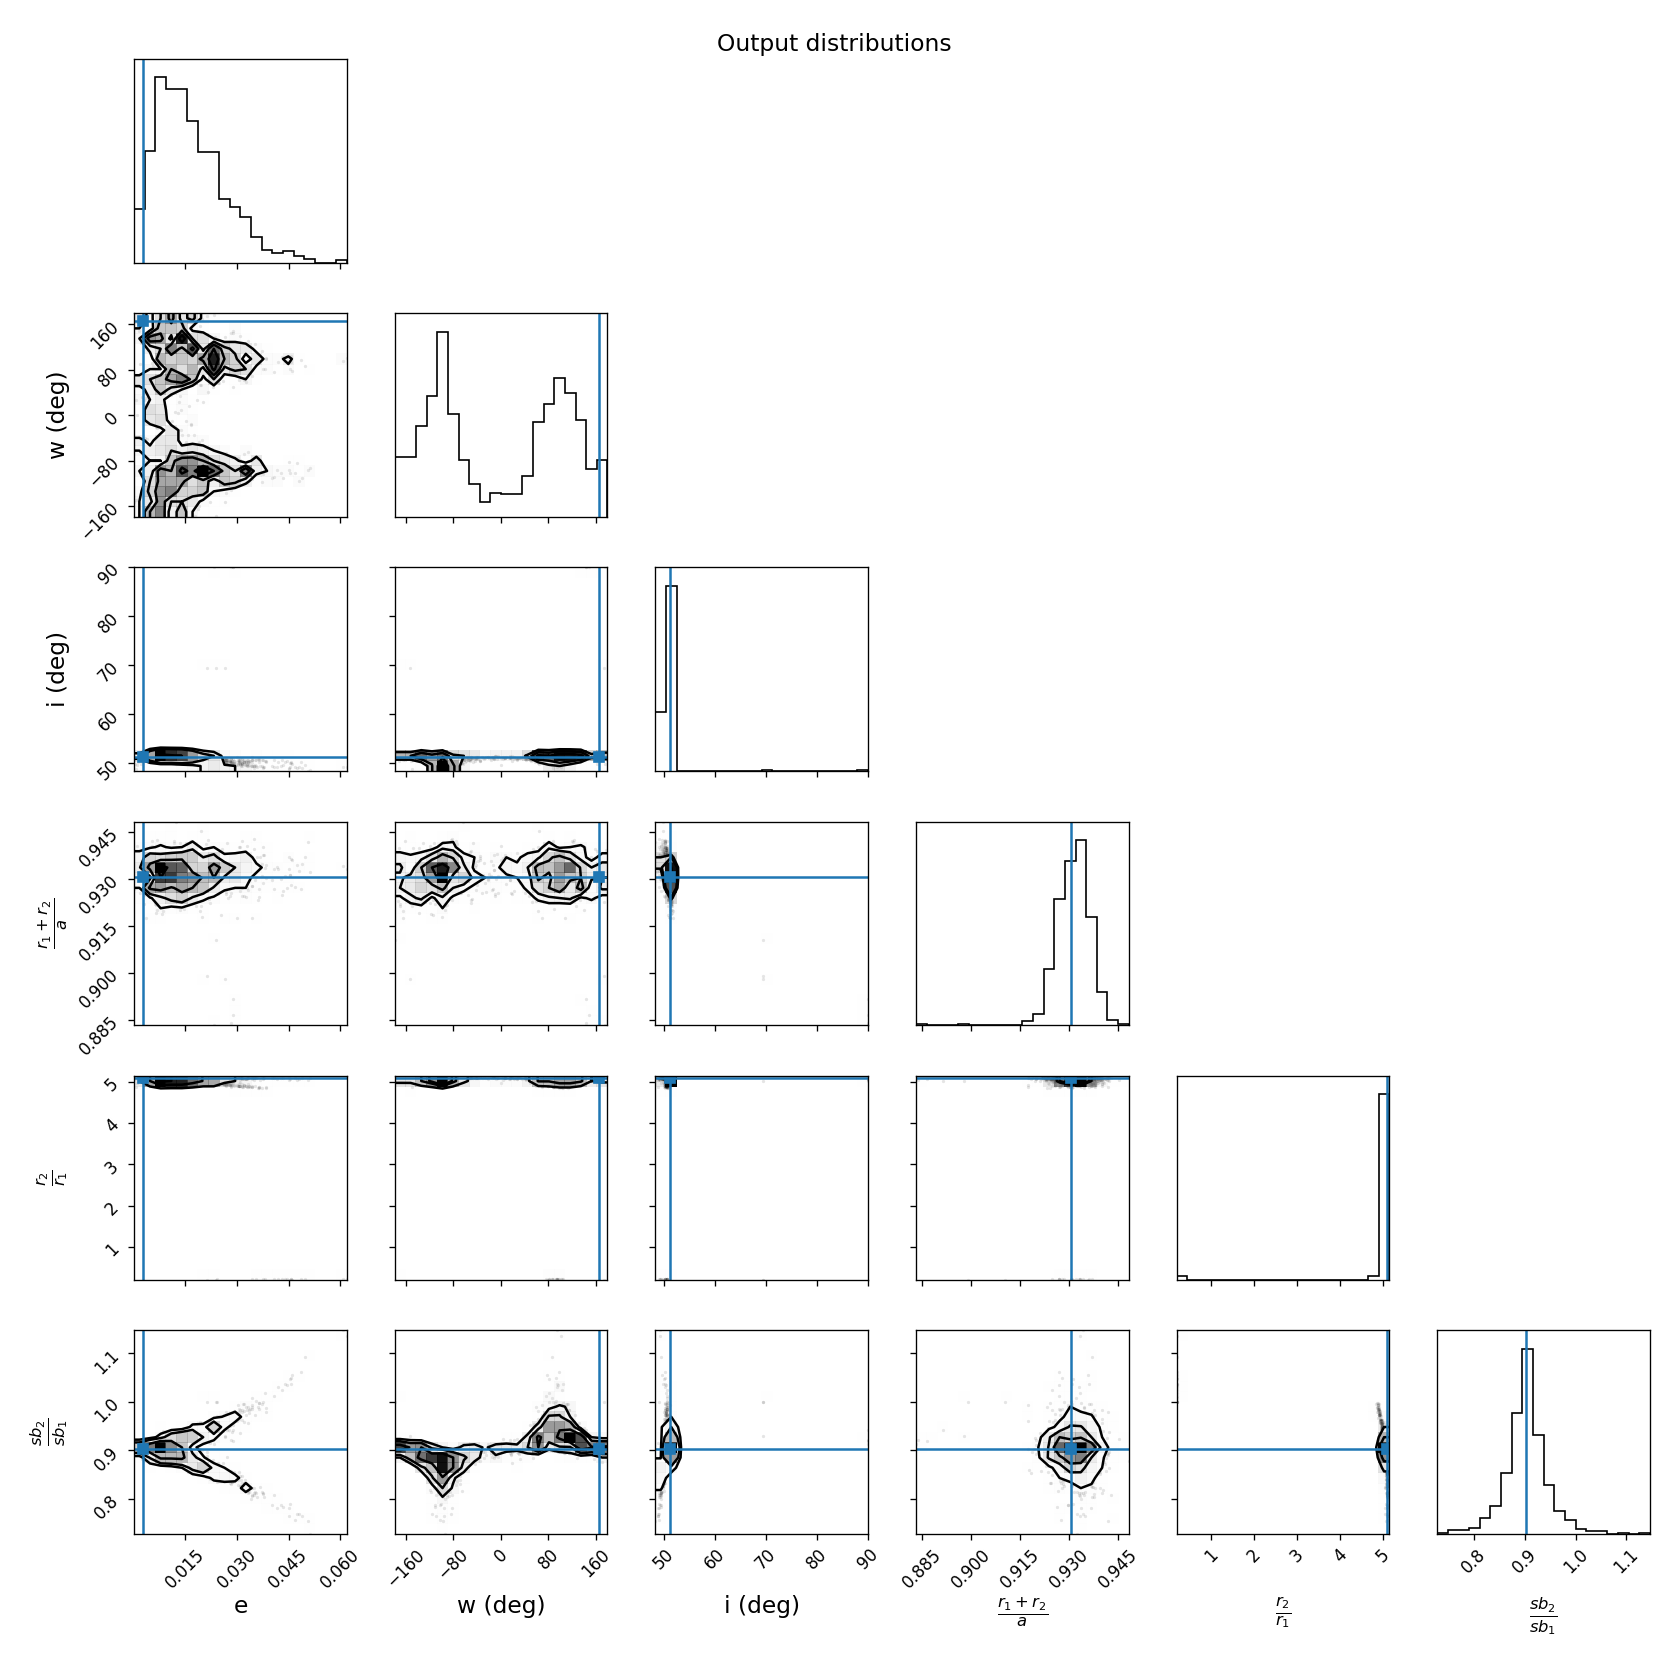 Output distributions
w (deg)
160
80
0
−80
−160
i (deg)
90
80
70
60
50
r₁ + r₂
a
0.945
0.930
0.915
0.900
0.885
r₂
r₁
5
4
3
2
1
sb₂
sb₁
1.1
1.0
0.9
0.8
0.015 0.030 0.045 0.060
−160 −80 0 80 160
50 60 70 80 90
0.885 0.900 0.915 0.930 0.945
1 2 3 4 5
0.8 0.9 1.0 1.1
e
w (deg)
i (deg)
r₁ + r₂
a
r₂
r₁
sb₂
sb₁